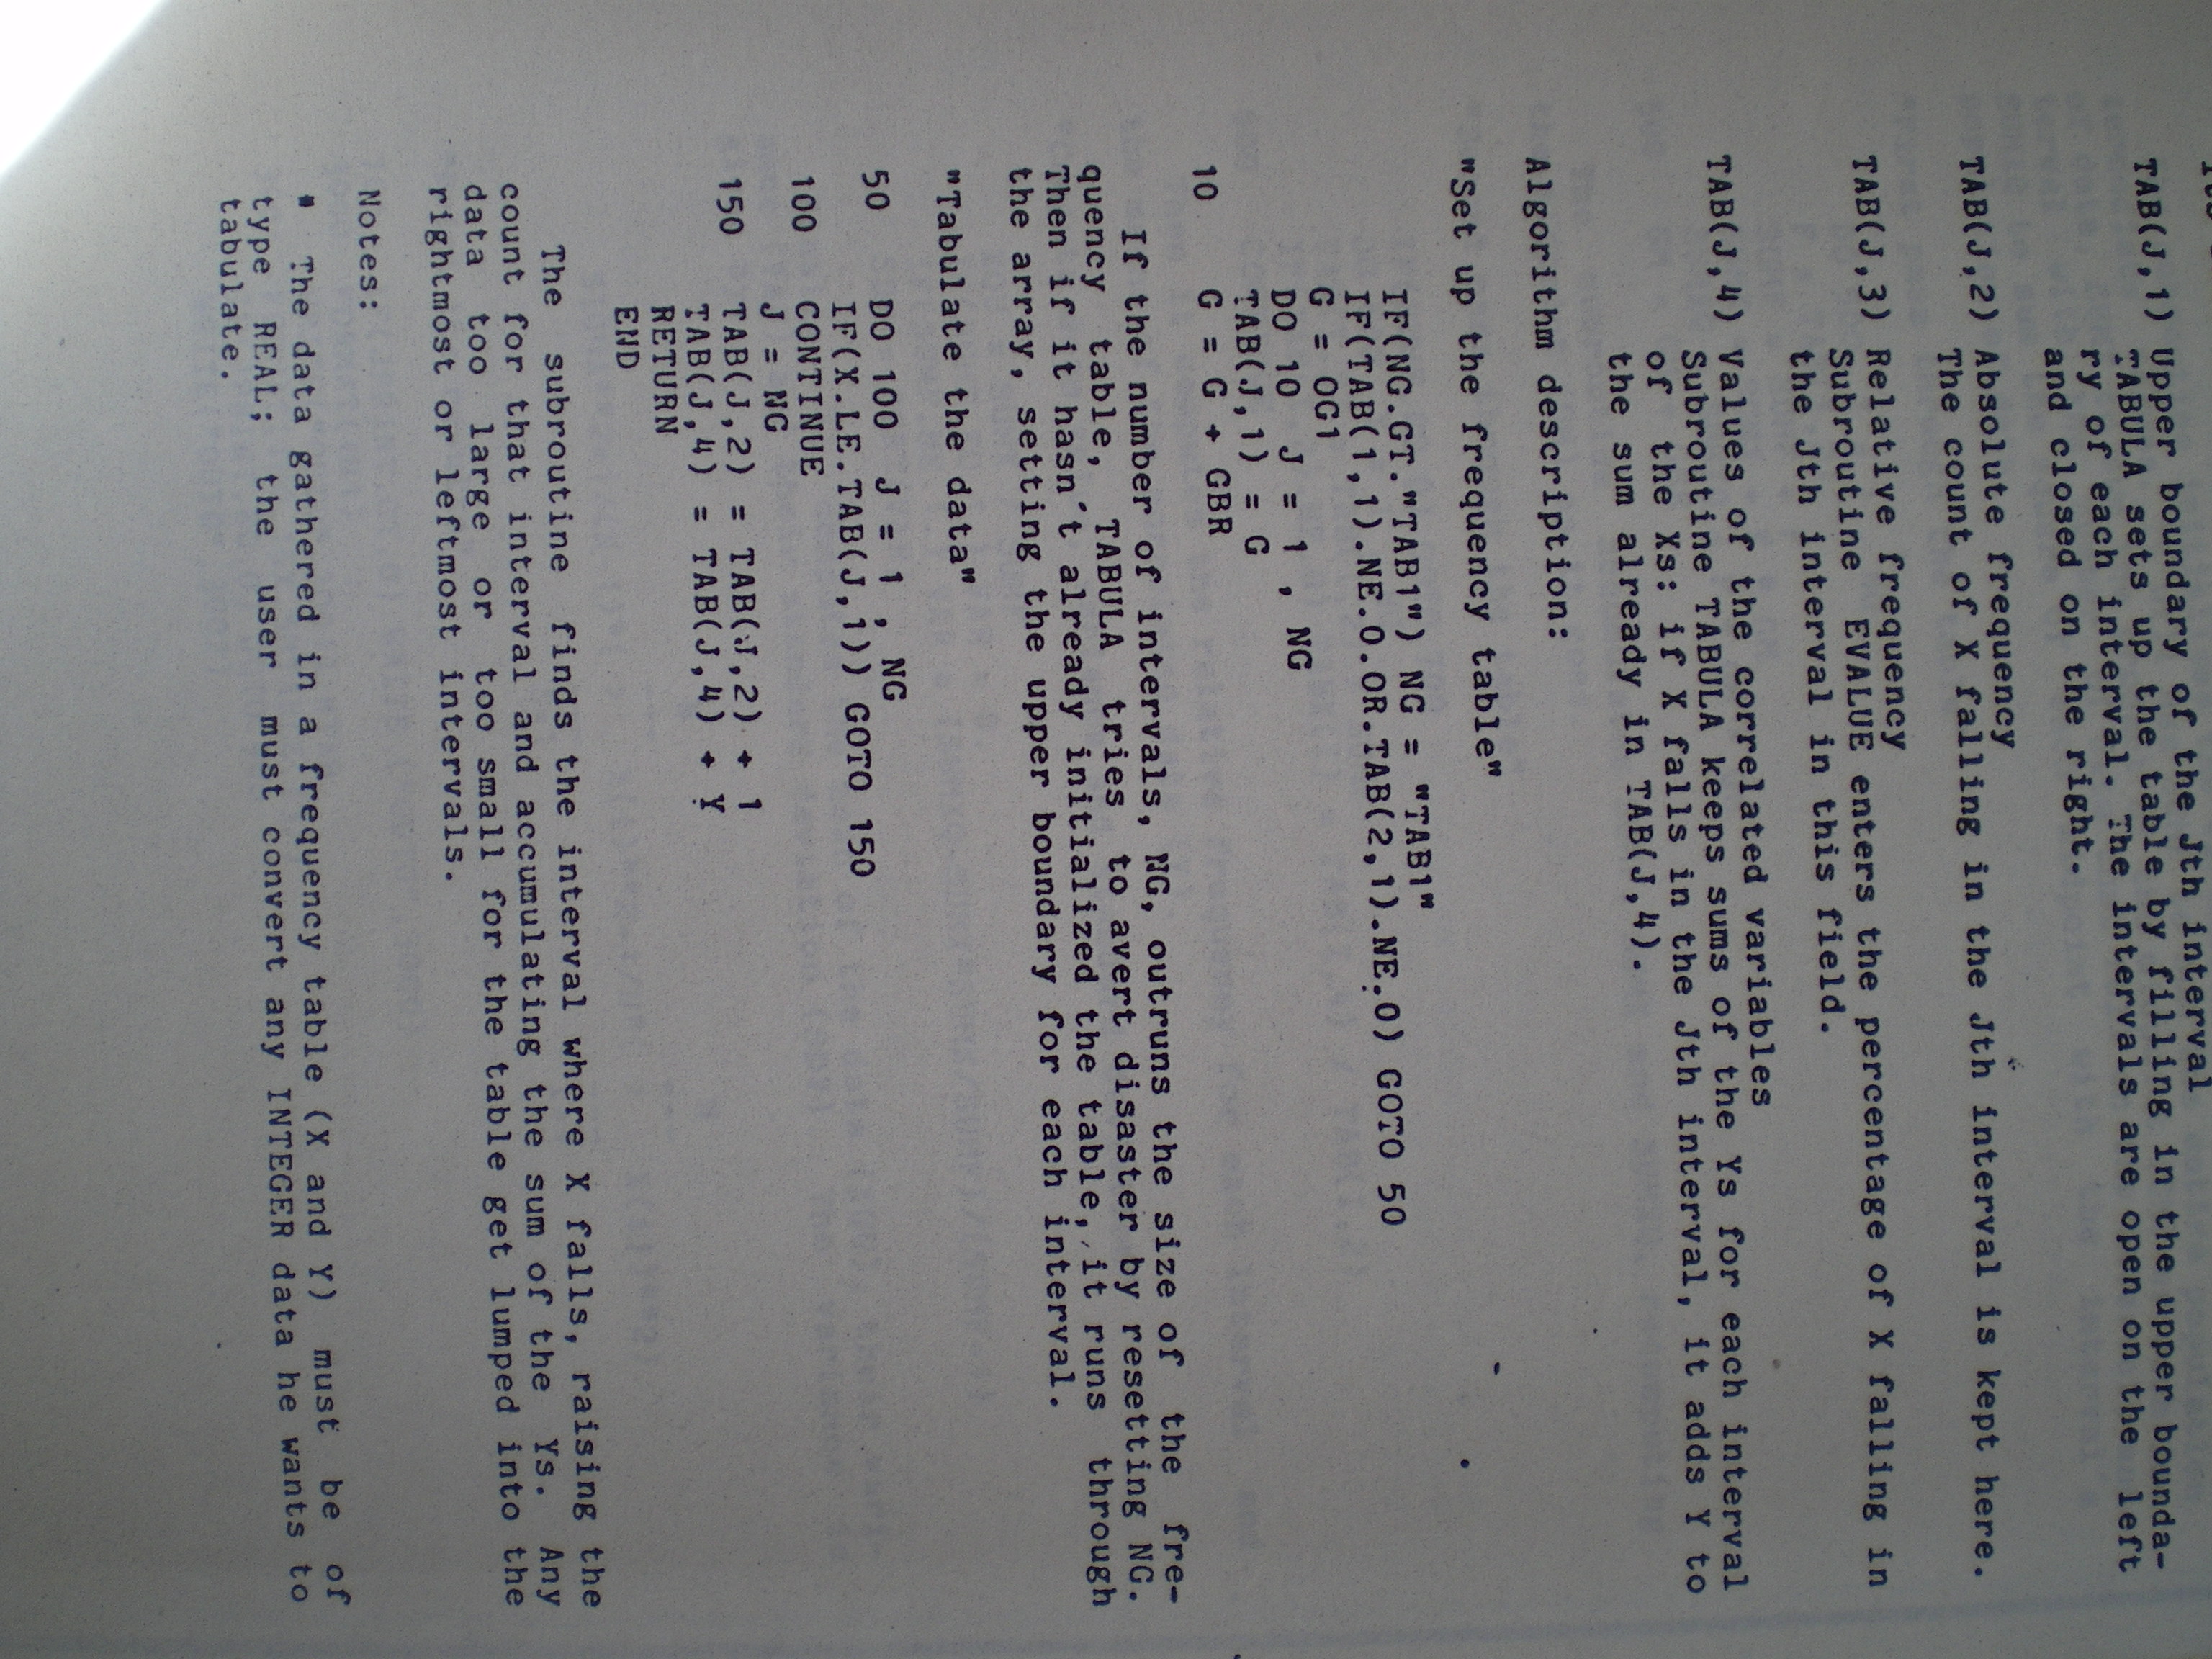 TAB(J,1) Upper boundary of the Jth interval
TABULA sets up the table by filling in the upper bounda-
ry of each interval. The intervals are open on the left
and closed on the right.
TAB(J,2) Absolute frequency
The count of X falling in the Jth interval is kept here.
TAB(J,3) Relative frequency
Subroutine EVALUE enters the percentage of X falling in
the Jth interval in this field.
TAB(J,4) Values of the correlated variables
Subroutine TABULA keeps sums of the Ys for each interval
of the Xs: if X falls in the Jth interval, it adds Y to
the sum already in TAB(J,4).
Algorithm description:
"Set up the frequency table"
IF(NG.GT."TAB1") NG = "TAB1"
IF(TAB(1,1).NE.0.OR.TAB(2,1).NE.0) GOTO 50
G = OG1
DO 10 J = 1 , NG
TAB(J,1) = G
10 G = G + GBR
If the number of intervals, NG, outruns the size of the fre-
quency table, TABULA tries to avert disaster by resetting NG.
Then if it hasn't already initialized the table, it runs through
the array, setting the upper boundary for each interval.
"Tabulate the data"
50 DO 100 J = 1 , NG
IF(X.LE.TAB(J,1)) GOTO 150
100 CONTINUE
J = NG
150 TAB(J,2) = TAB(J,2) + 1
TAB(J,4) = TAB(J,4) + Y
RETURN
END
The subroutine finds the interval where X falls, raising the
count for that interval and accumulating the sum of the Ys. Any
data too large or too small for the table get lumped into the
rightmost or leftmost intervals.
Notes:
* The data gathered in a frequency table (X and Y) must be of
type REAL; the user must convert any INTEGER data he wants to
tabulate.